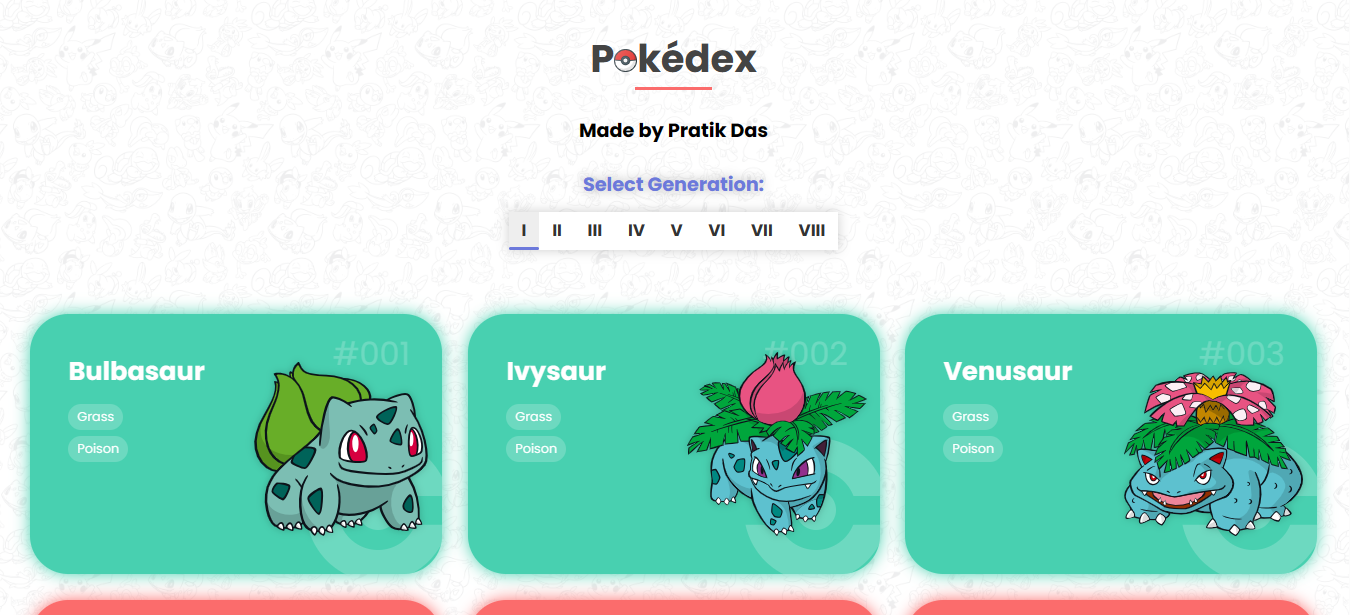 Pokédex
Made by Pratik Das
Select Generation:
I II III IV V VI VII VIII
#001
Bulbasaur
Grass
Poison
#002
Ivysaur
Grass
Poison
#003
Venusaur
Grass
Poison